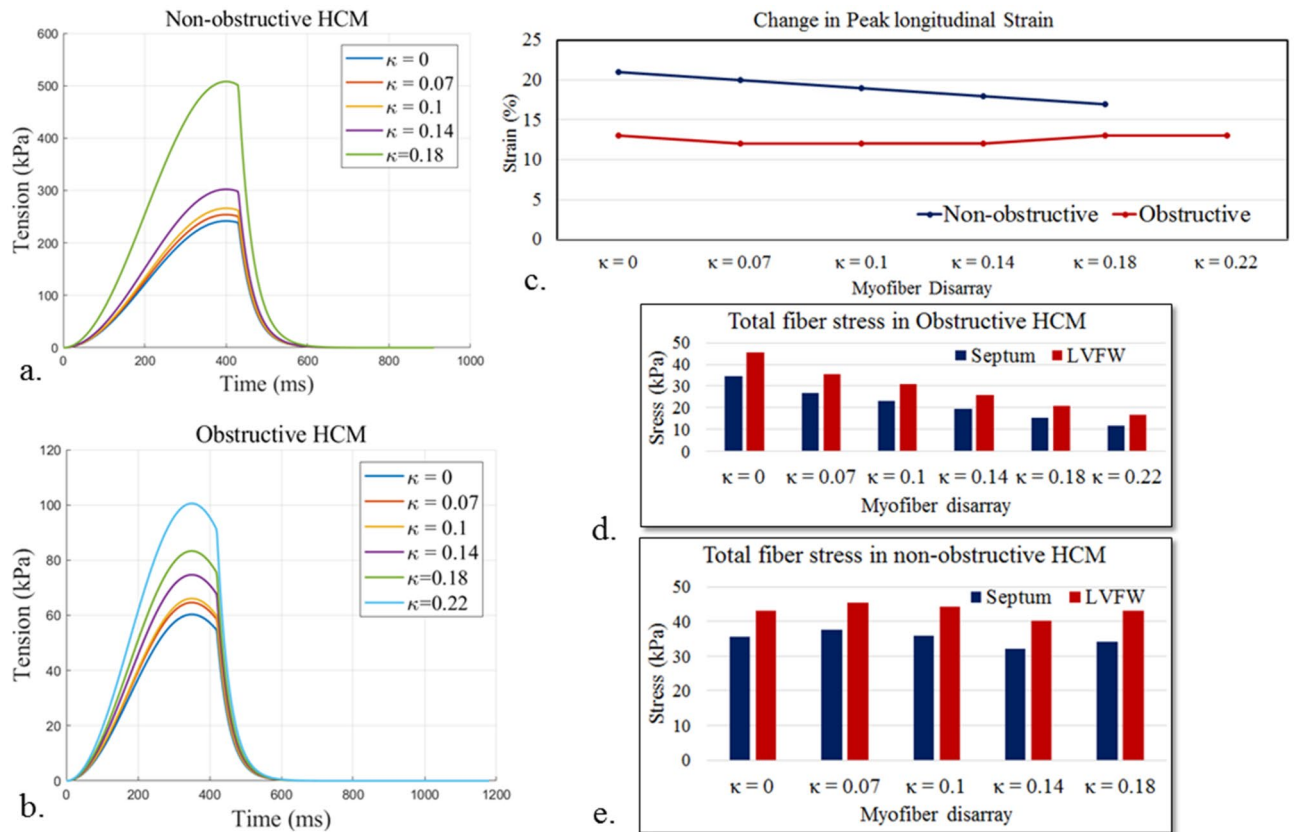 Non-obstructive HCM
600
500
400
300
200
100
0
Tension (kPa)
κ = 0
κ = 0.07
κ = 0.1
κ = 0.14
κ=0.18
0 200 400 600 800 1000
Time (ms)
a.
Obstructive HCM
120
100
80
60
40
20
0
Tension (kPa)
κ = 0
κ = 0.07
κ = 0.1
κ = 0.14
κ=0.18
κ=0.22
0 200 400 600 800 1000 1200
Time (ms)
b.
Change in Peak longitudinal Strain
25
20
15
10
5
0
Strain (%)
Non-obstructive Obstructive
κ = 0 κ = 0.07 κ = 0.1 κ = 0.14 κ = 0.18 κ = 0.22
Myofiber Disarray
c.
Total fiber stress in Obstructive HCM
50
40
30
20
10
0
Sress (kPa)
Septum LVFW
κ = 0 κ = 0.07 κ = 0.1 κ = 0.14 κ = 0.18 κ = 0.22
Myofiber disarray
d.
Total fiber stress in non-obstructive HCM
50
40
30
20
10
0
Stress (kPa)
Septum LVFW
κ = 0 κ = 0.07 κ = 0.1 κ = 0.14 κ = 0.18
Myofiber disarray
e.